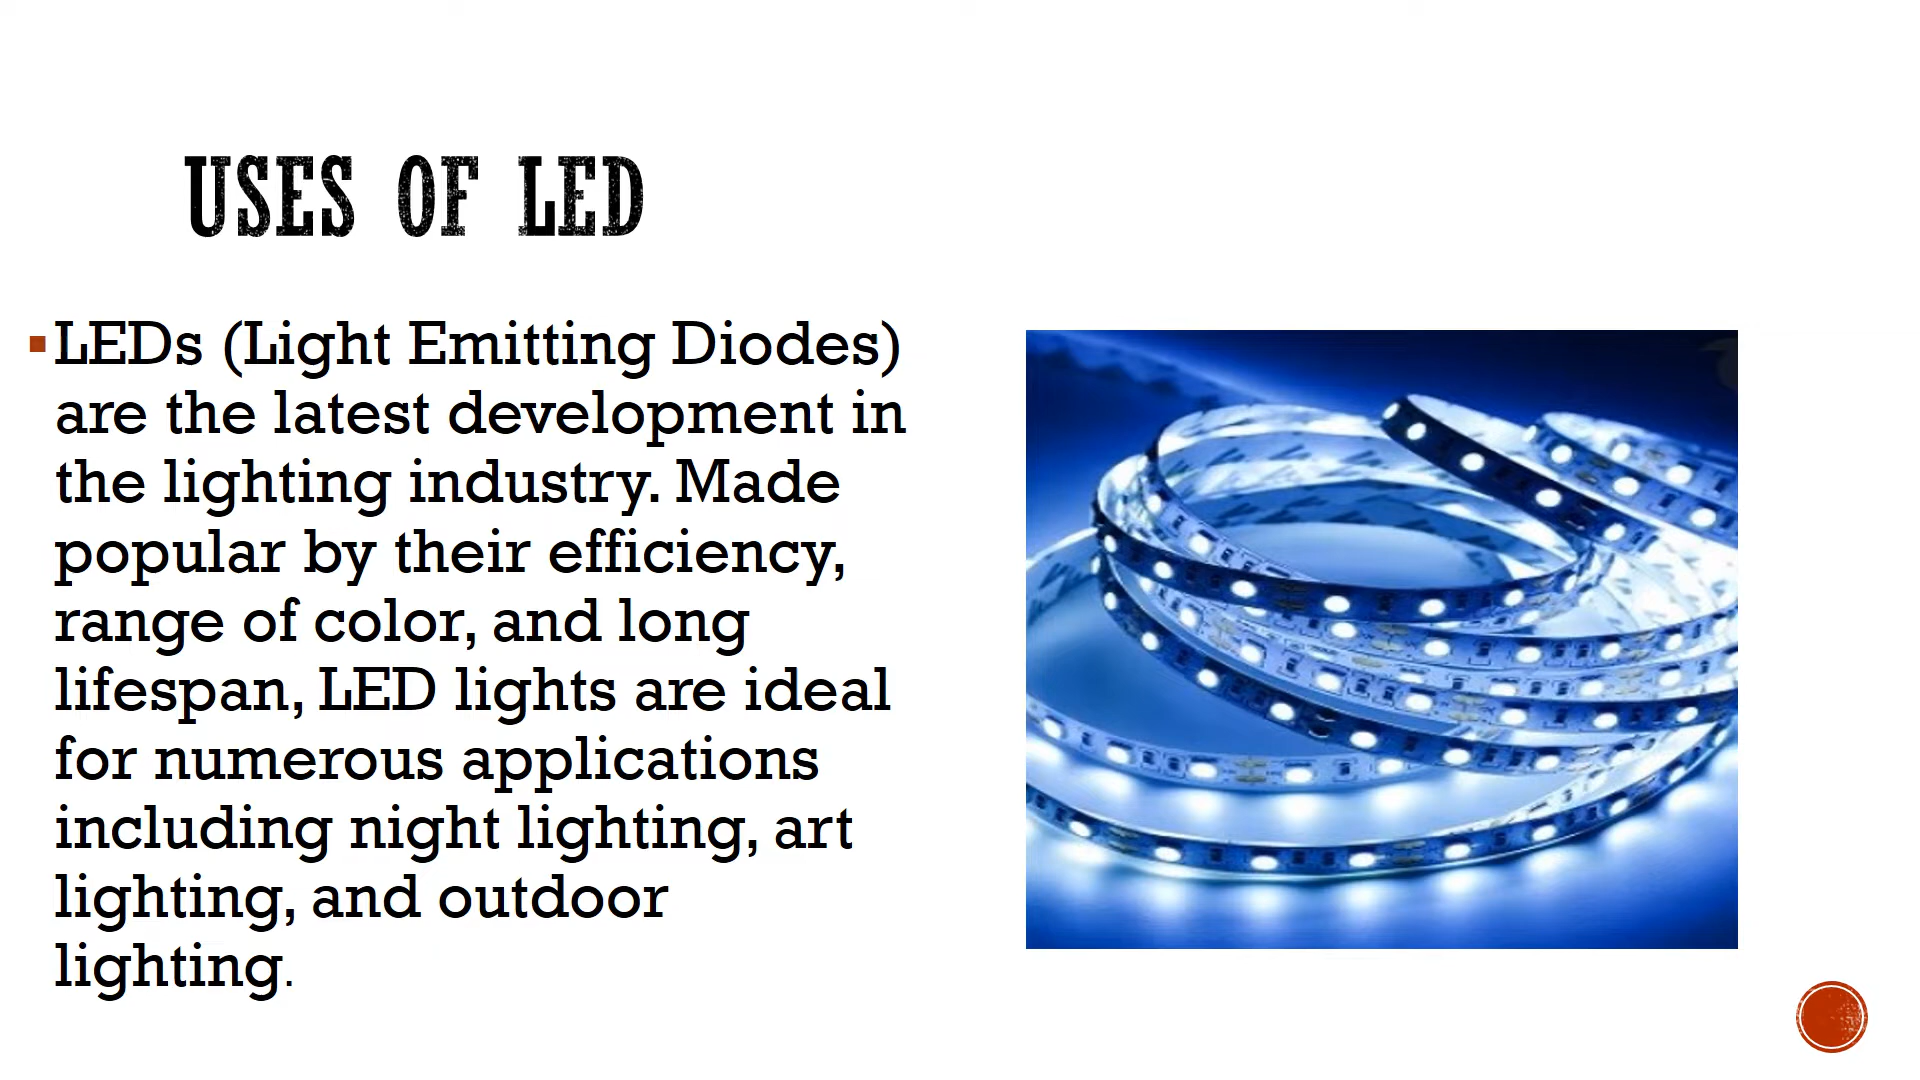 USES OF LED
LEDs (Light Emitting Diodes)
are the latest development in
the lighting industry. Made
popular by their efficiency,
range of color, and long
lifespan, LED lights are ideal
for numerous applications
including night lighting, art
lighting, and outdoor
lighting.